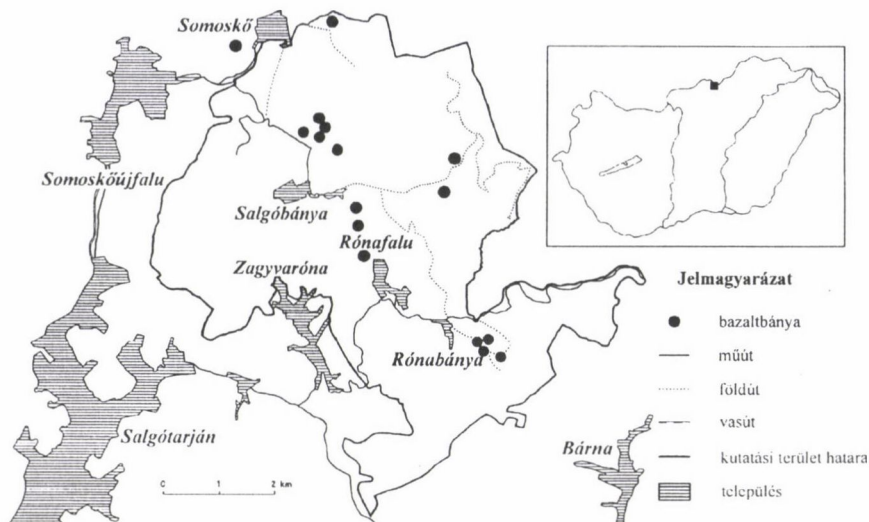 Somoskő
Somoskőújfalu
Salgóbánya
Rónafalu
Zagyvaróna
Rónabánya
Salgótarján
Bárna
0 1 2 km
Jelmagyarázat
bazaltbánya
műút
földút
vasút
kutatási terület hatara
település